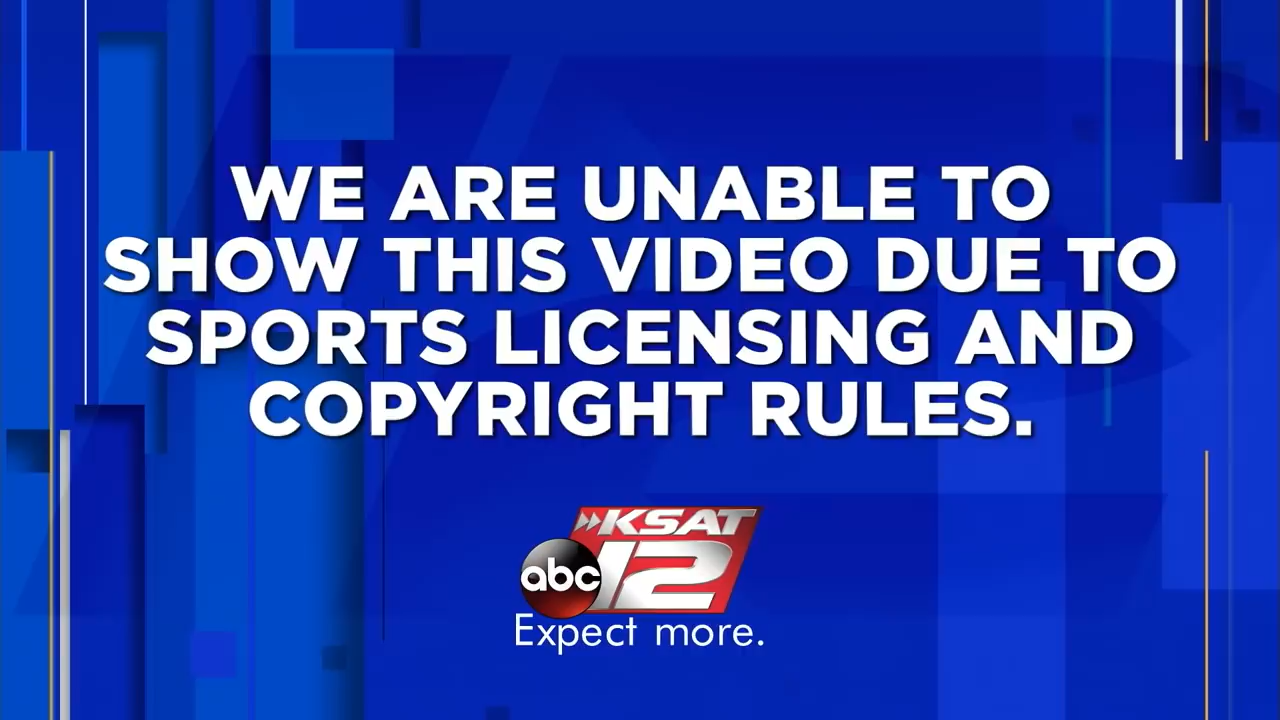 WE ARE UNABLE TO
SHOW THIS VIDEO DUE TO
SPORTS LICENSING AND
COPYRIGHT RULES.
KSAT
abc 12
Expect more.